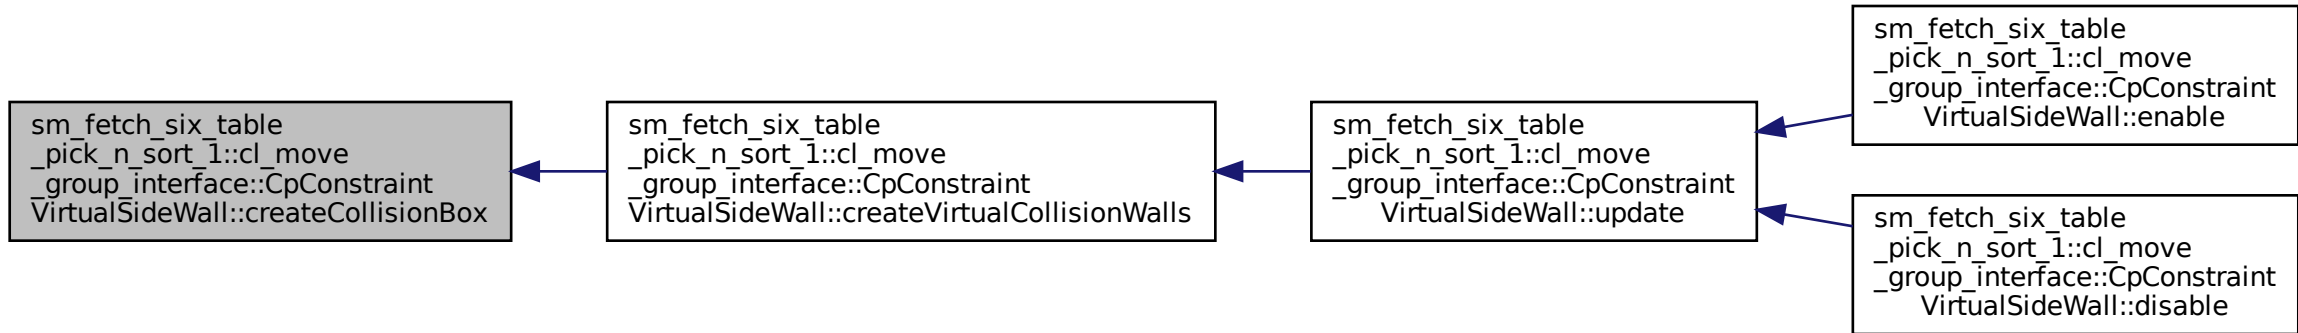 sm_fetch_six_table
_pick_n_sort_1::cl_move
_group_interface::CpConstraint
VirtualSideWall::createCollisionBox
sm_fetch_six_table
_pick_n_sort_1::cl_move
_group_interface::CpConstraint
VirtualSideWall::createVirtualCollisionWalls
sm_fetch_six_table
_pick_n_sort_1::cl_move
_group_interface::CpConstraint
VirtualSideWall::update
sm_fetch_six_table
_pick_n_sort_1::cl_move
_group_interface::CpConstraint
VirtualSideWall::enable
sm_fetch_six_table
_pick_n_sort_1::cl_move
_group_interface::CpConstraint
VirtualSideWall::disable